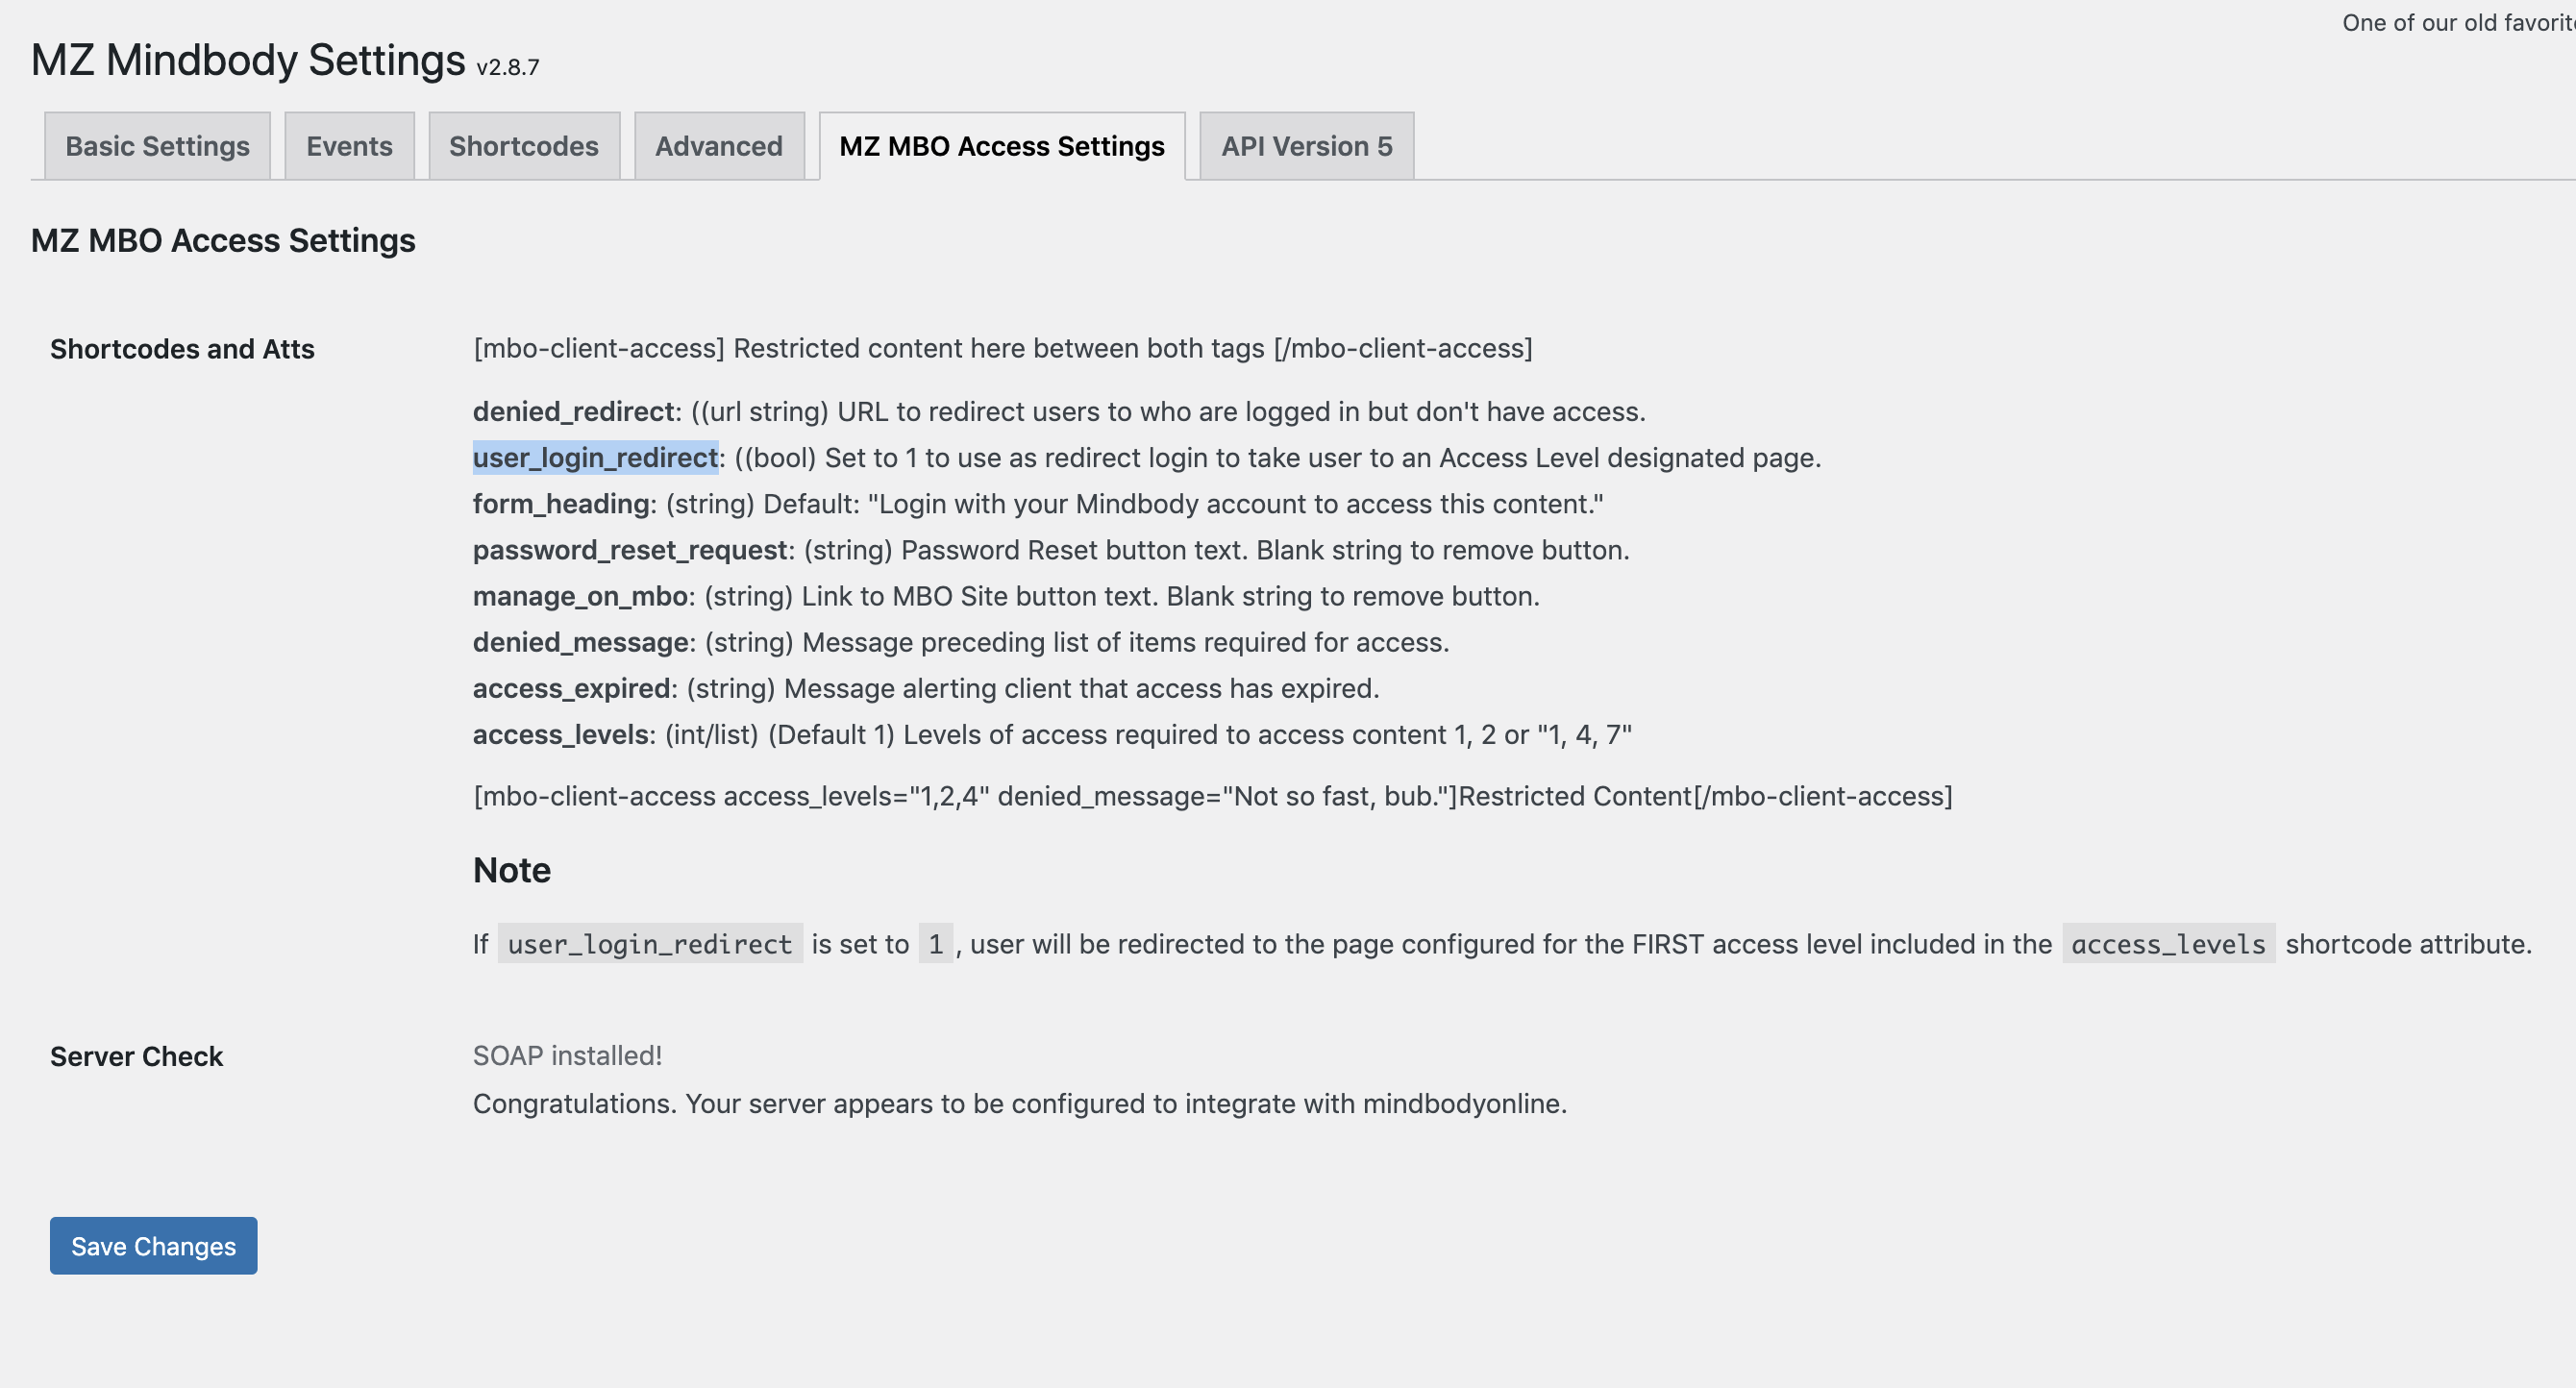 One of our old favorit
MZ Mindbody Settings v2.8.7
Basic Settings Events Shortcodes Advanced MZ MBO Access Settings API Version 5
MZ MBO Access Settings
Shortcodes and Atts
[mbo-client-access] Restricted content here between both tags [/mbo-client-access]
denied_redirect: ((url string) URL to redirect users to who are logged in but don't have access.
user_login_redirect: ((bool) Set to 1 to use as redirect login to take user to an Access Level designated page.
form_heading: (string) Default: "Login with your Mindbody account to access this content."
password_reset_request: (string) Password Reset button text. Blank string to remove button.
manage_on_mbo: (string) Link to MBO Site button text. Blank string to remove button.
denied_message: (string) Message preceding list of items required for access.
access_expired: (string) Message alerting client that access has expired.
access_levels: (int/list) (Default 1) Levels of access required to access content 1, 2 or "1, 4, 7"
[mbo-client-access access_levels="1,2,4" denied_message="Not so fast, bub."]Restricted Content[/mbo-client-access]
Note
If user_login_redirect is set to 1, user will be redirected to the page configured for the FIRST access level included in the access_levels shortcode attribute.
Server Check
SOAP installed!
Congratulations. Your server appears to be configured to integrate with mindbodyonline.
Save Changes